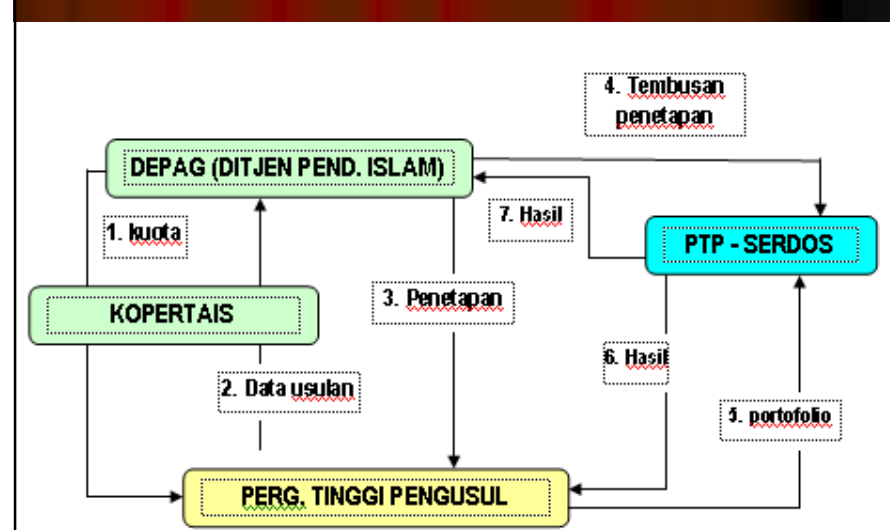 4. Tembusan
penetapan
DEPAG (DITJEN PEND. ISLAM)
7. Hasil
1. kuota
PTP - SERDOS
3. Penetapan
KOPERTAIS
6. Hasil
2. Data usulan
5. portofolio
PERG. TINGGI PENGUSUL